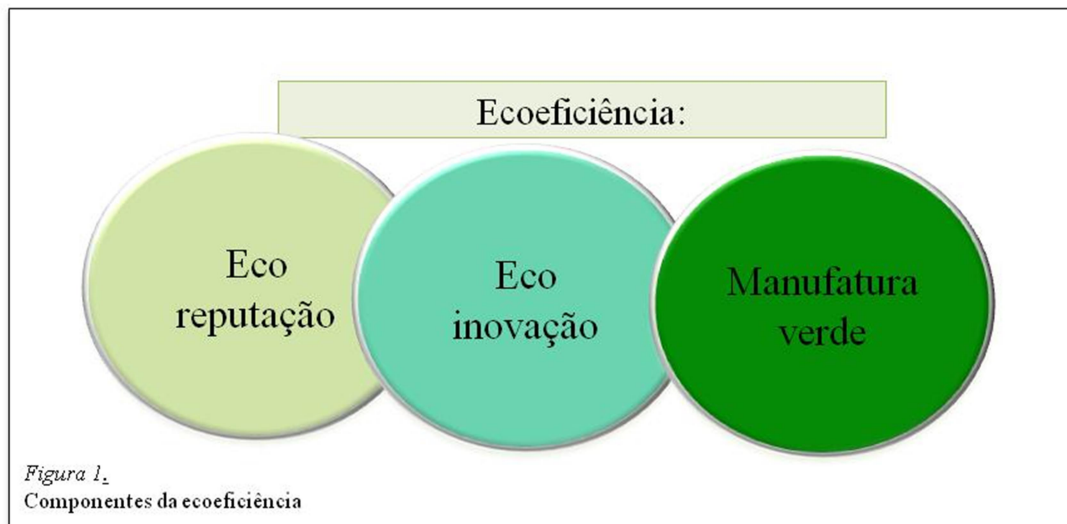 Ecoeficiência:
Eco
reputação
Eco
inovação
Manufatura
verde
Figura 1.
Componentes da ecoeficiência